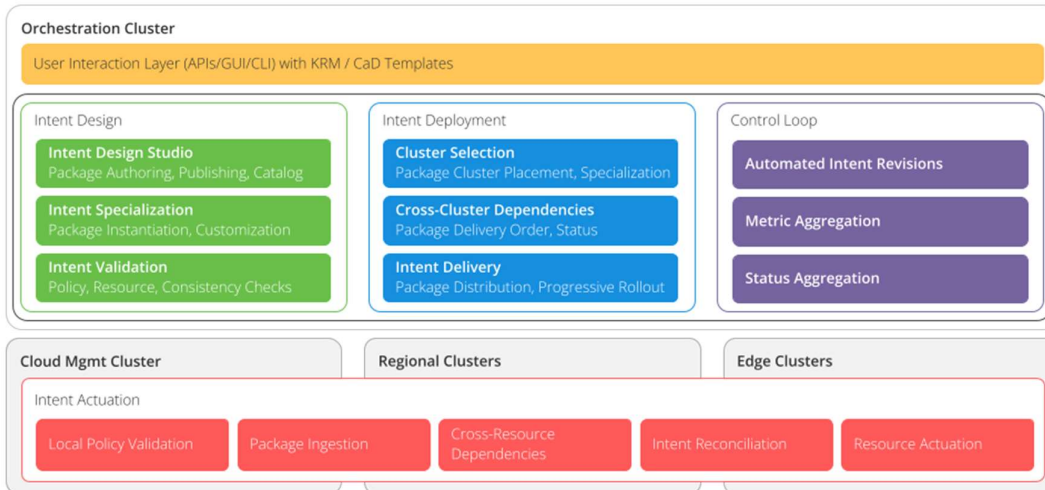 Orchestration Cluster
User Interaction Layer (APIs/GUI/CLI) with KRM / CaD Templates
Intent Design
Intent Design Studio
Package Authoring, Publishing, Catalog
Intent Specialization
Package Instantiation, Customization
Intent Validation
Policy, Resource, Consistency Checks
Intent Deployment
Cluster Selection
Package Cluster Placement, Specialization
Cross-Cluster Dependencies
Package Delivery Order, Status
Intent Delivery
Package Distribution, Progressive Rollout
Control Loop
Automated Intent Revisions
Metric Aggregation
Status Aggregation
Cloud Mgmt Cluster
Regional Clusters
Edge Clusters
Intent Actuation
Local Policy Validation
Package Ingestion
Cross-Resource
Dependencies
Intent Reconciliation
Resource Actuation